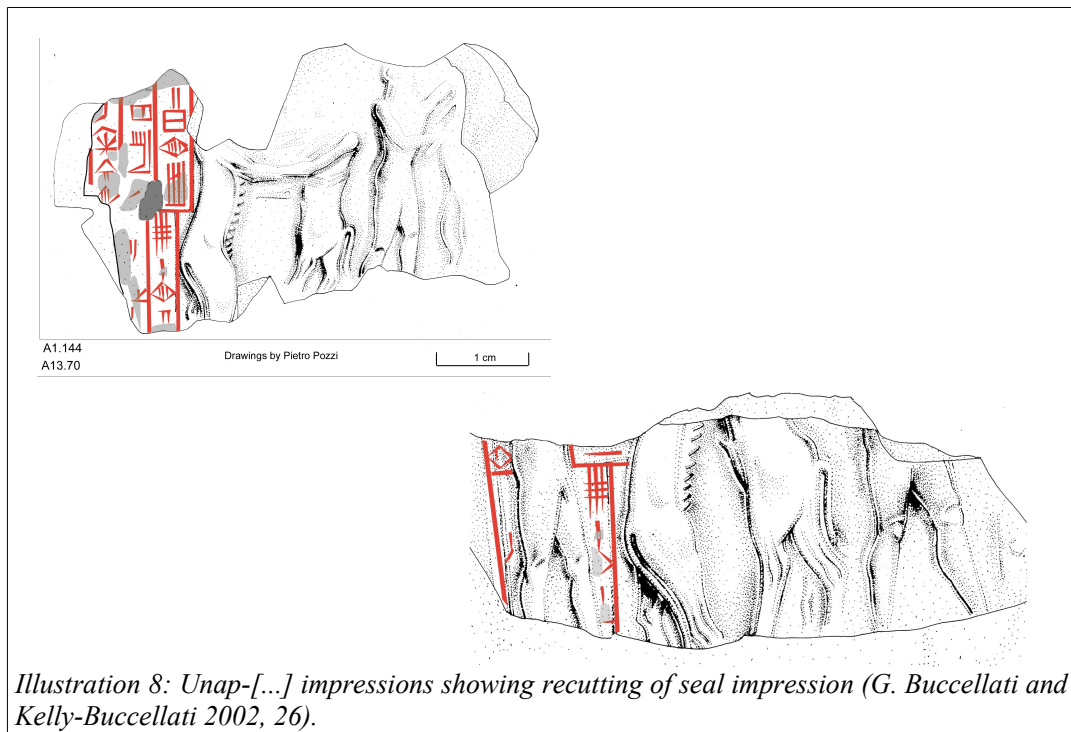 A1.144
A13.70
Drawings by Pietro Pozzi
1 cm
Illustration 8: Unap-[...] impressions showing recutting of seal impression (G. Buccellati and
Kelly-Buccellati 2002, 26).